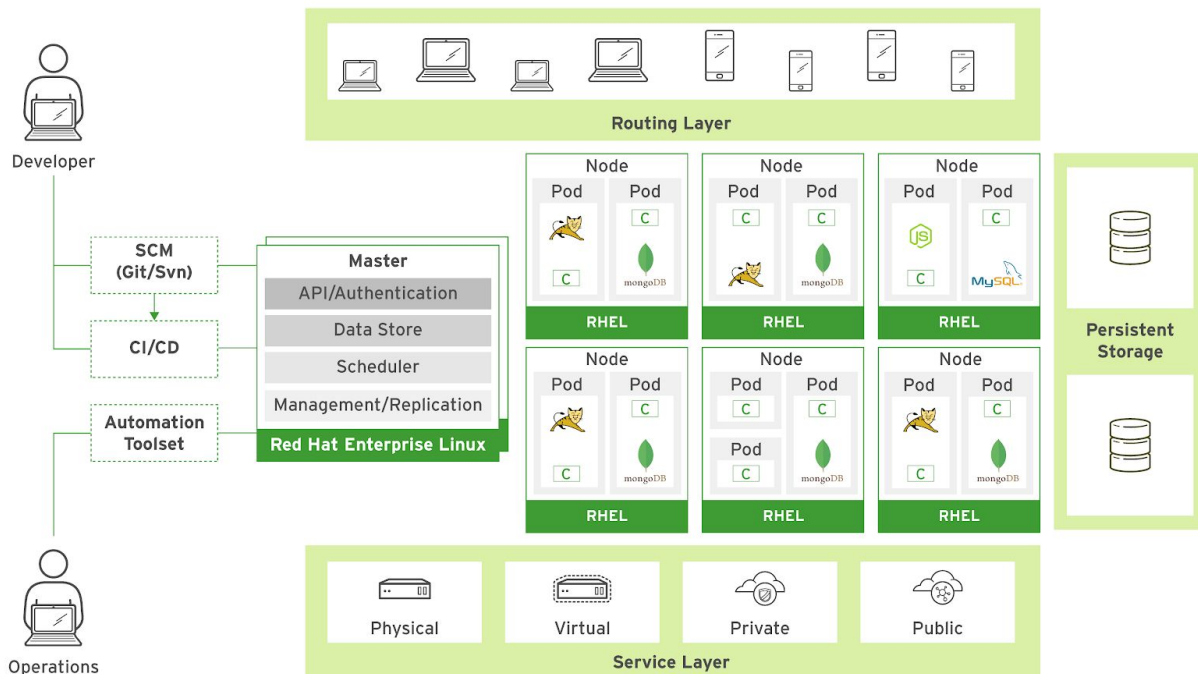 Routing Layer
Developer
SCM
(Git/Svn)
CI/CD
Automation
Toolset
Operations
Master
API/Authentication
Data Store
Scheduler
Management/Replication
Red Hat Enterprise Linux
Node
Pod
C
Pod
C
mongoDB
RHEL
Node
Pod
C
Pod
C
mongoDB
RHEL
Node
Pod
JS
C
Pod
C
MySQL
RHEL
Node
Pod
C
Pod
C
mongoDB
RHEL
Node
Pod
C
Pod
C
Pod
C
mongoDB
RHEL
Node
Pod
C
Pod
C
mongoDB
RHEL
Persistent
Storage
Physical
Virtual
Private
Public
Service Layer